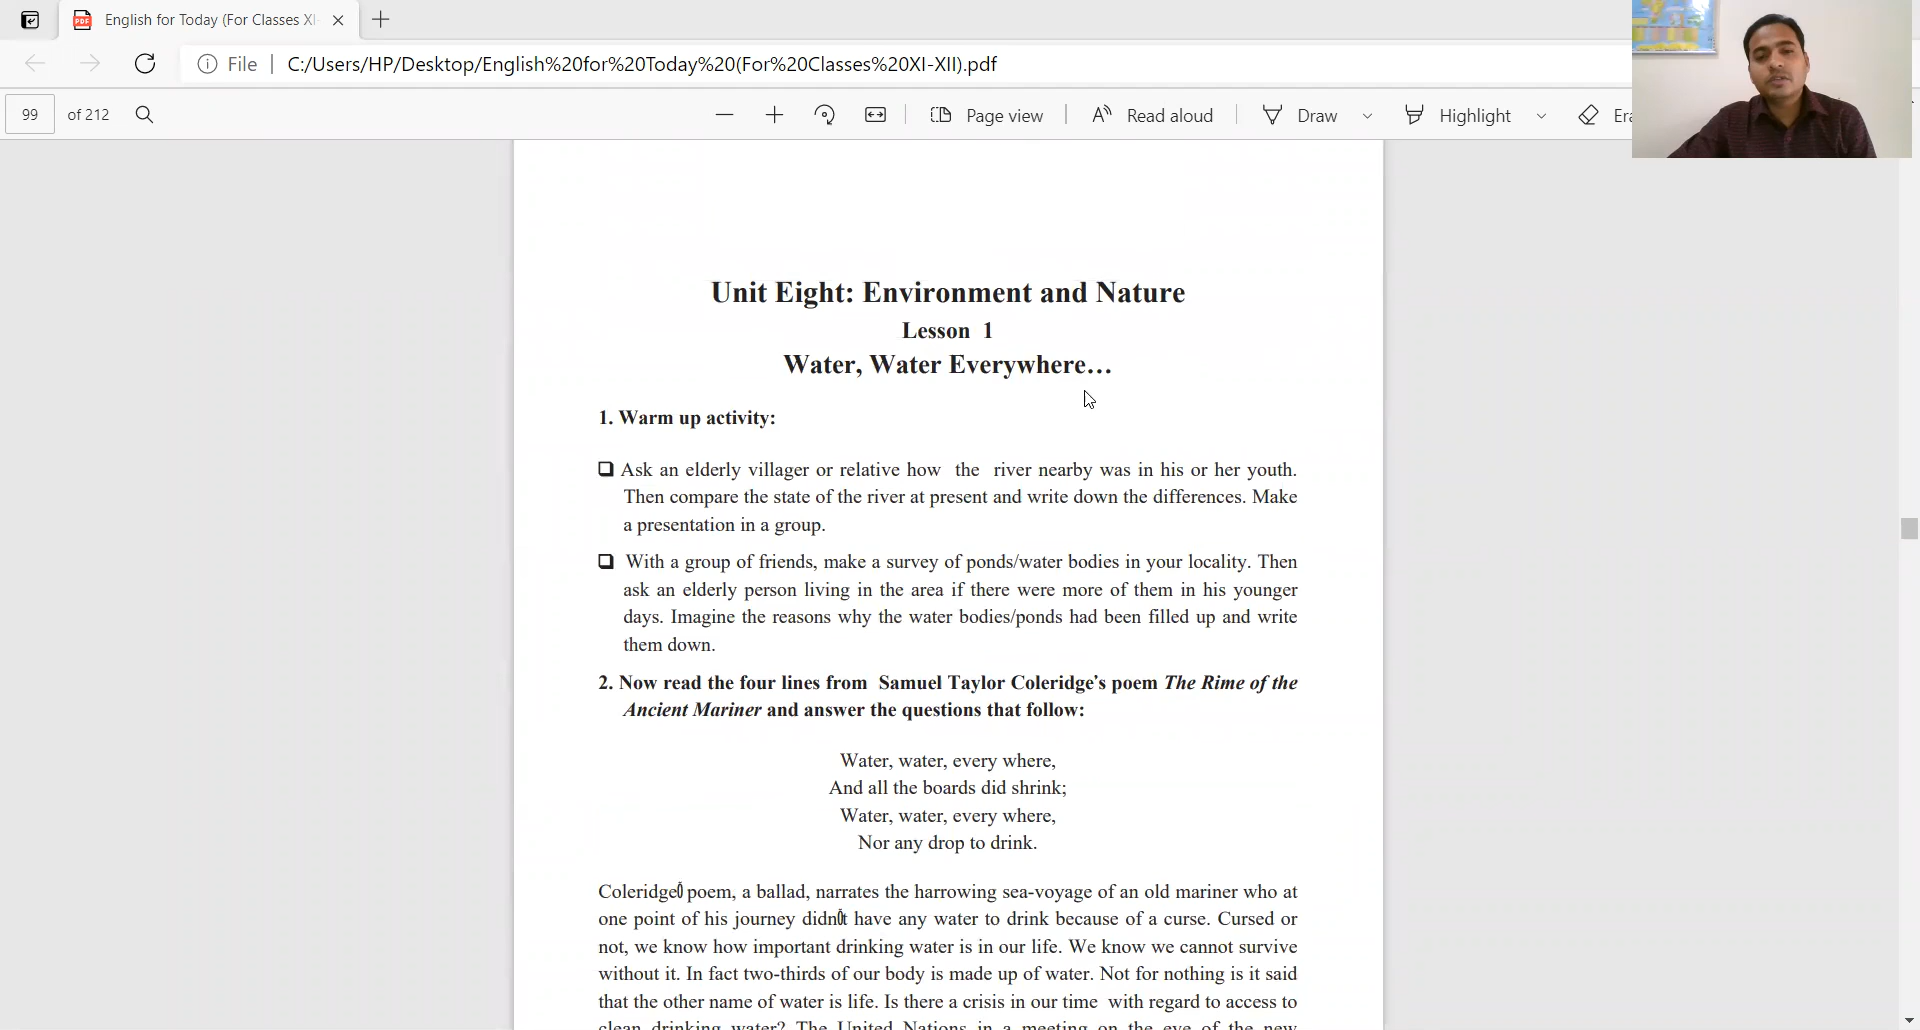 English for Today (For Classes XI-
File
C:/Users/HP/Desktop/English%20for%20Today%20(For%20Classes%20XI-XII).pdf
99 of 212
Page view
Read aloud
Draw
Highlight
Unit Eight: Environment and Nature
Lesson 1
Water, Water Everywhere…
1. Warm up activity:
❑ Ask an elderly villager or relative how the river nearby was in his or her youth.
Then compare the state of the river at present and write down the differences. Make
a presentation in a group.
❑ With a group of friends, make a survey of ponds/water bodies in your locality. Then
ask an elderly person living in the area if there were more of them in his younger
days. Imagine the reasons why the water bodies/ponds had been filled up and write
them down.
2. Now read the four lines from Samuel Taylor Coleridge's poem The Rime of the
Ancient Mariner and answer the questions that follow:
Water, water, every where,
And all the boards did shrink;
Water, water, every where,
Nor any drop to drink.
Coleridge poem, a ballad, narrates the harrowing sea-voyage of an old mariner who at
one point of his journey didnt have any water to drink because of a curse. Cursed or
not, we know how important drinking water is in our life. We know we cannot survive
without it. In fact two-thirds of our body is made up of water. Not for nothing is it said
that the other name of water is life. Is there a crisis in our time with regard to access to
clean drinking water? The United Nations in a meeting on the eve of the new